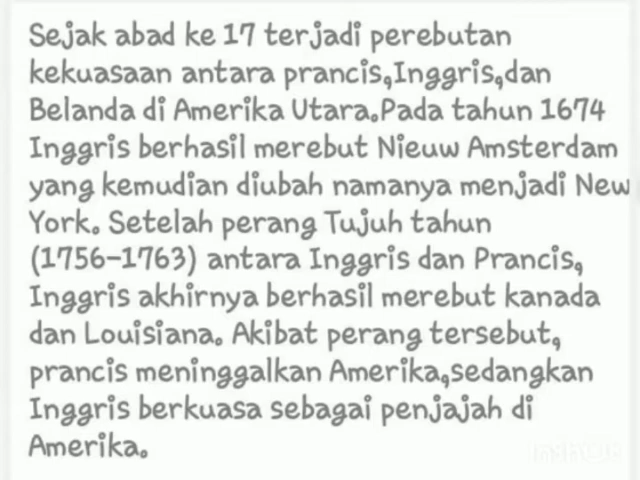 Sejak abad ke 17 terjadi perebutan
kekuasaan antara prancis,Inggris,dan
Belanda di Amerika Utara.Pada tahun 1674
Inggris berhasil merebut Nieuw Amsterdam
yang kemudian diubah namanya menjadi New
York. Setelah perang Tujuh tahun
(1756-1763) antara Inggris dan Prancis,
Inggris akhirnya berhasil merebut kanada
dan Louisiana. Akibat perang tersebut,
prancis meninggalkan Amerika,sedangkan
Inggris berkuasa sebagai penjajah di
Amerika.